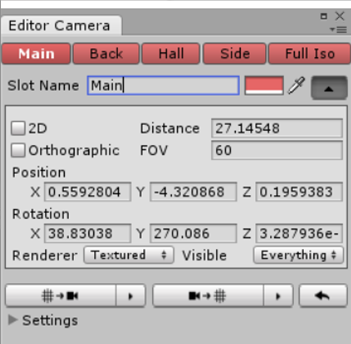 Editor Camera
Main Back Hall Side Full Iso
Slot Name Main
2D Distance 27.14548
Orthographic FOV 60
Position
X 0.5592804 Y -4.320868 Z 0.1959383
Rotation
X 38.83038 Y 270.086 Z 3.287936e-
Renderer Textured Visible Everything
Settings